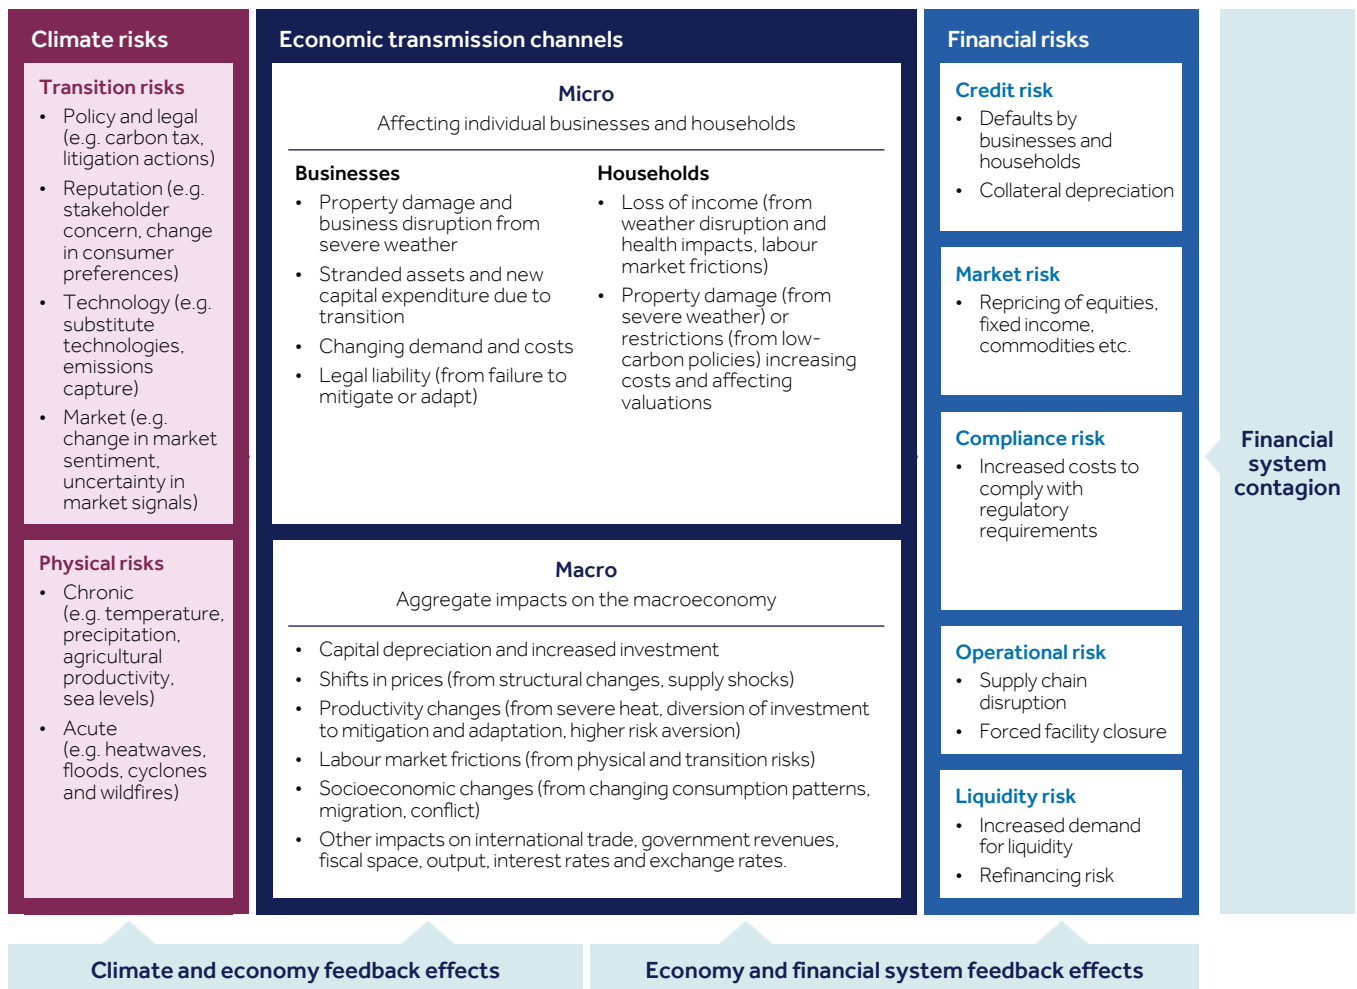 Climate risks
Transition risks
• Policy and legal
(e.g. carbon tax,
litigation actions)
• Reputation (e.g.
stakeholder
concern, change
in consumer
preferences)
• Technology (e.g.
substitute
technologies,
emissions
capture)
• Market (e.g.
change in market
sentiment,
uncertainty in
market signals)
Physical risks
• Chronic
(e.g. temperature,
precipitation,
agricultural
productivity,
sea levels)
• Acute
(e.g. heatwaves,
floods, cyclones
and wildfires)
Economic transmission channels
Micro
Affecting individual businesses and households
Businesses
• Property damage and
business disruption from
severe weather
• Stranded assets and new
capital expenditure due to
transition
• Changing demand and costs
• Legal liability (from failure to
mitigate or adapt)
Households
• Loss of income (from
weather disruption and
health impacts, labour
market frictions)
• Property damage (from
severe weather) or
restrictions (from low-
carbon policies) increasing
costs and affecting
valuations
Macro
Aggregate impacts on the macroeconomy
• Capital depreciation and increased investment
• Shifts in prices (from structural changes, supply shocks)
• Productivity changes (from severe heat, diversion of investment
to mitigation and adaptation, higher risk aversion)
• Labour market frictions (from physical and transition risks)
• Socioeconomic changes (from changing consumption patterns,
migration, conflict)
• Other impacts on international trade, government revenues,
fiscal space, output, interest rates and exchange rates.
Financial risks
Credit risk
• Defaults by
businesses and
households
• Collateral depreciation
Market risk
• Repricing of equities,
fixed income,
commodities etc.
Compliance risk
• Increased costs to
comply with
regulatory
requirements
Operational risk
• Supply chain
disruption
• Forced facility closure
Liquidity risk
• Increased demand
for liquidity
• Refinancing risk
Financial
system
contagion
Climate and economy feedback effects
Economy and financial system feedback effects